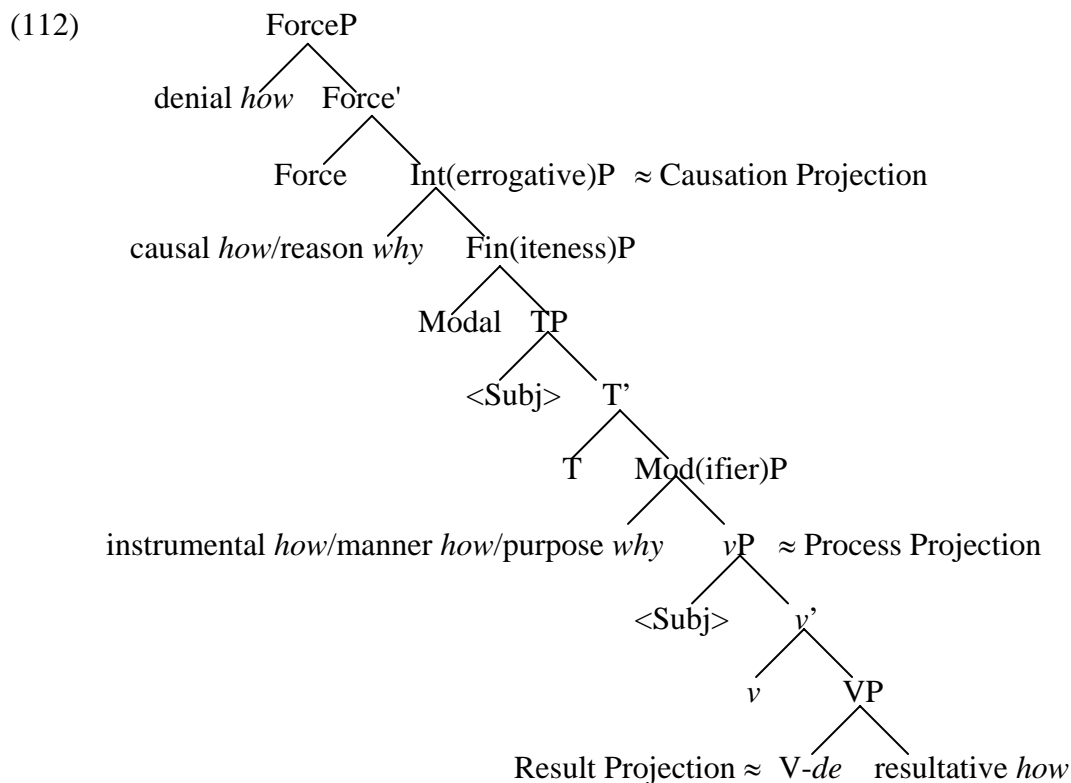 (112) ForceP
denial how Force'
Force Int(errogative)P ≈ Causation Projection
causal how/reason why Fin(iteness)P
Modal TP
<Subj> T’
T Mod(ifier)P
instrumental how/manner how/purpose why vP ≈ Process Projection
<Subj> v’
v VP
Result Projection ≈ V-de resultative how